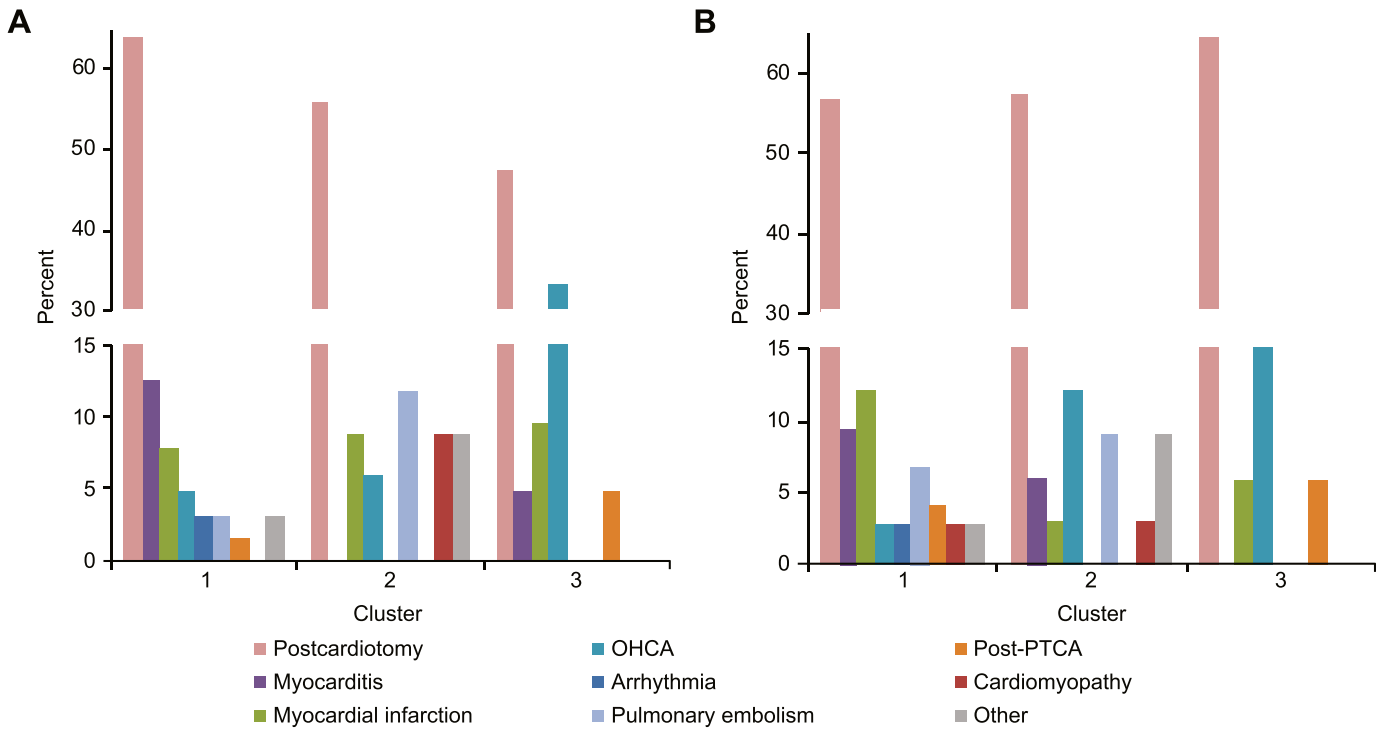 A
B
60
50
40
30
15
10
5
0
Percent
1 2 3
Cluster
60
50
40
30
15
10
5
0
Percent
1 2 3
Cluster
Postcardiotomy OHCA Post-PTCA
Myocarditis Arrhythmia Cardiomyopathy
Myocardial infarction Pulmonary embolism Other